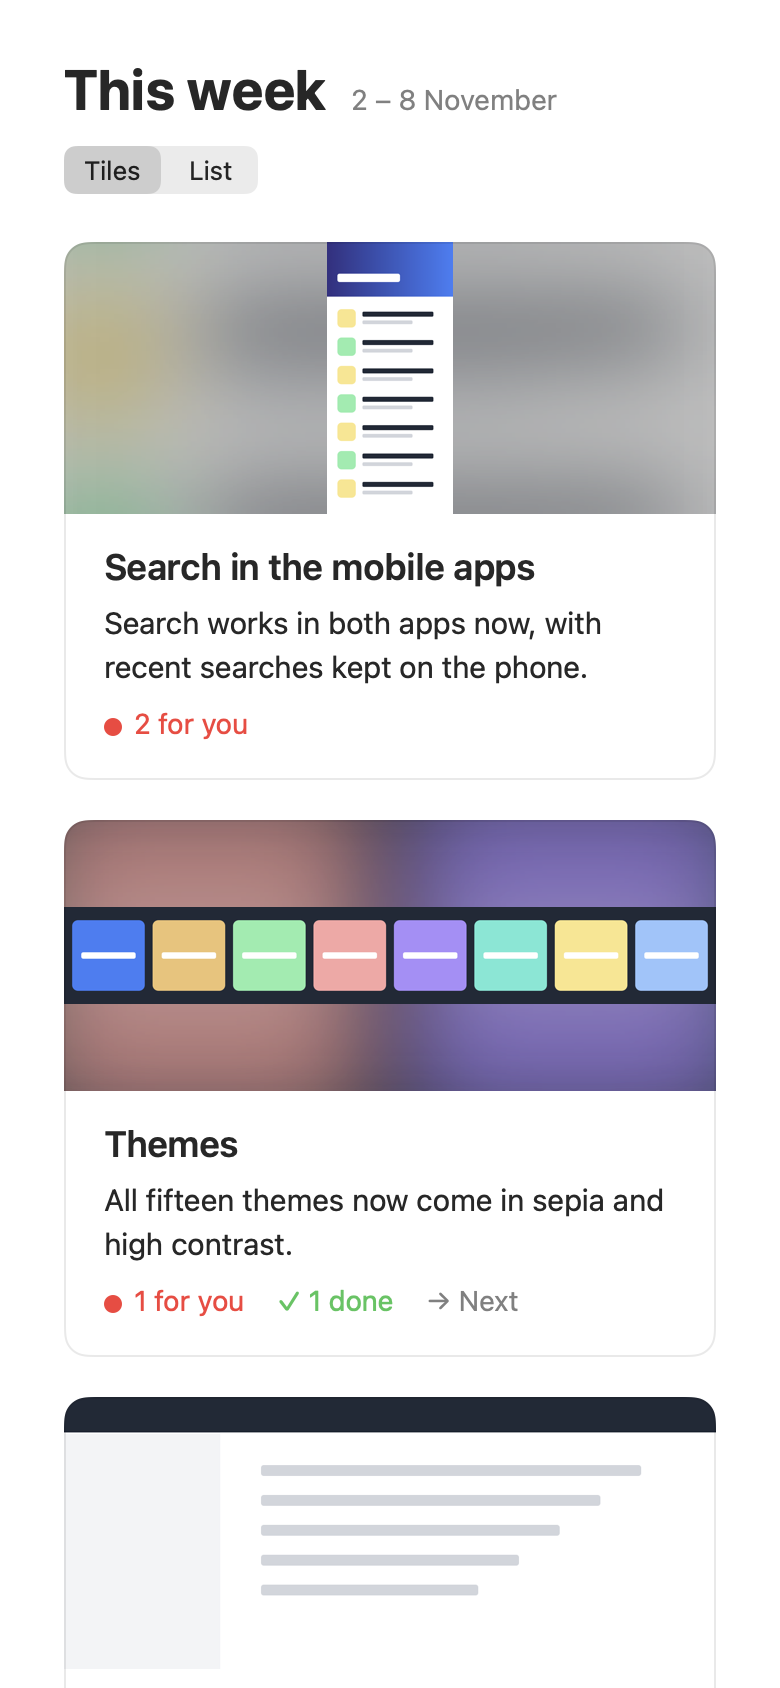 This week 2 – 8 November
Tiles List
Search in the mobile apps
Search works in both apps now, with
recent searches kept on the phone.
2 for you
Themes
All fifteen themes now come in sepia and
high contrast.
1 for you ✓ 1 done → Next